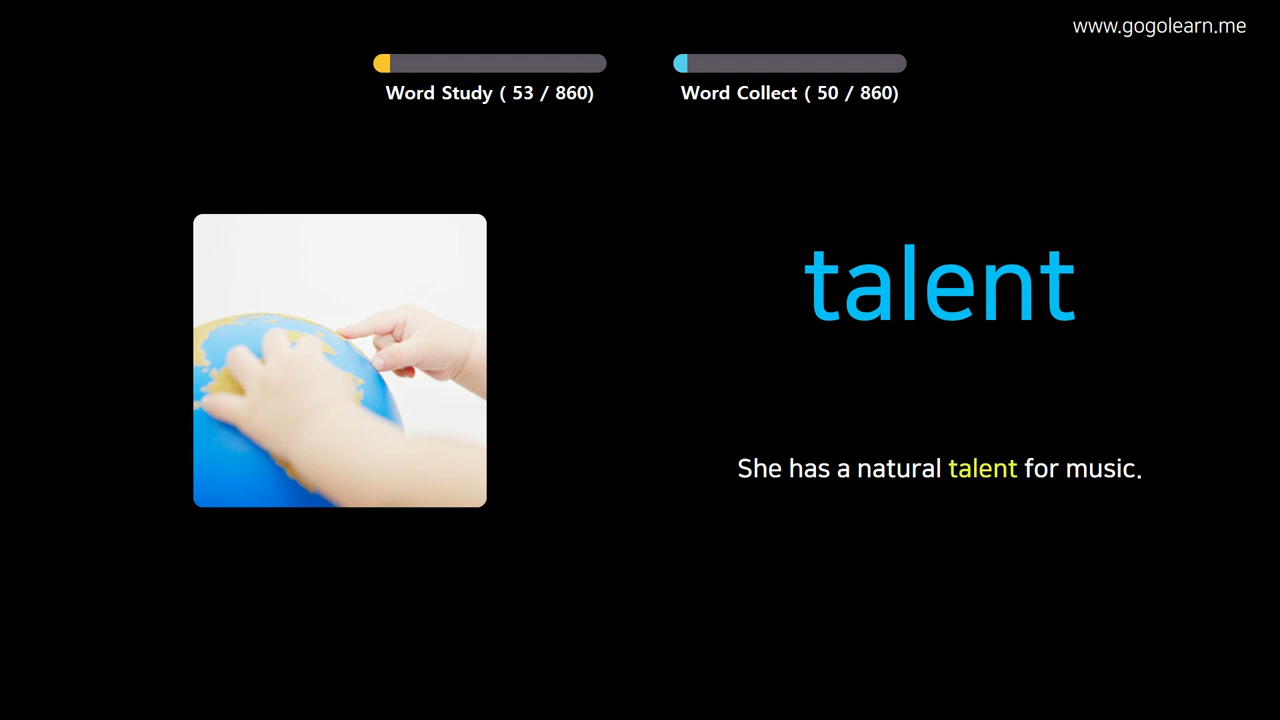 www.gogolearn.me
Word Study ( 53 / 860)
Word Collect ( 50 / 860)
talent
She has a natural talent for music.